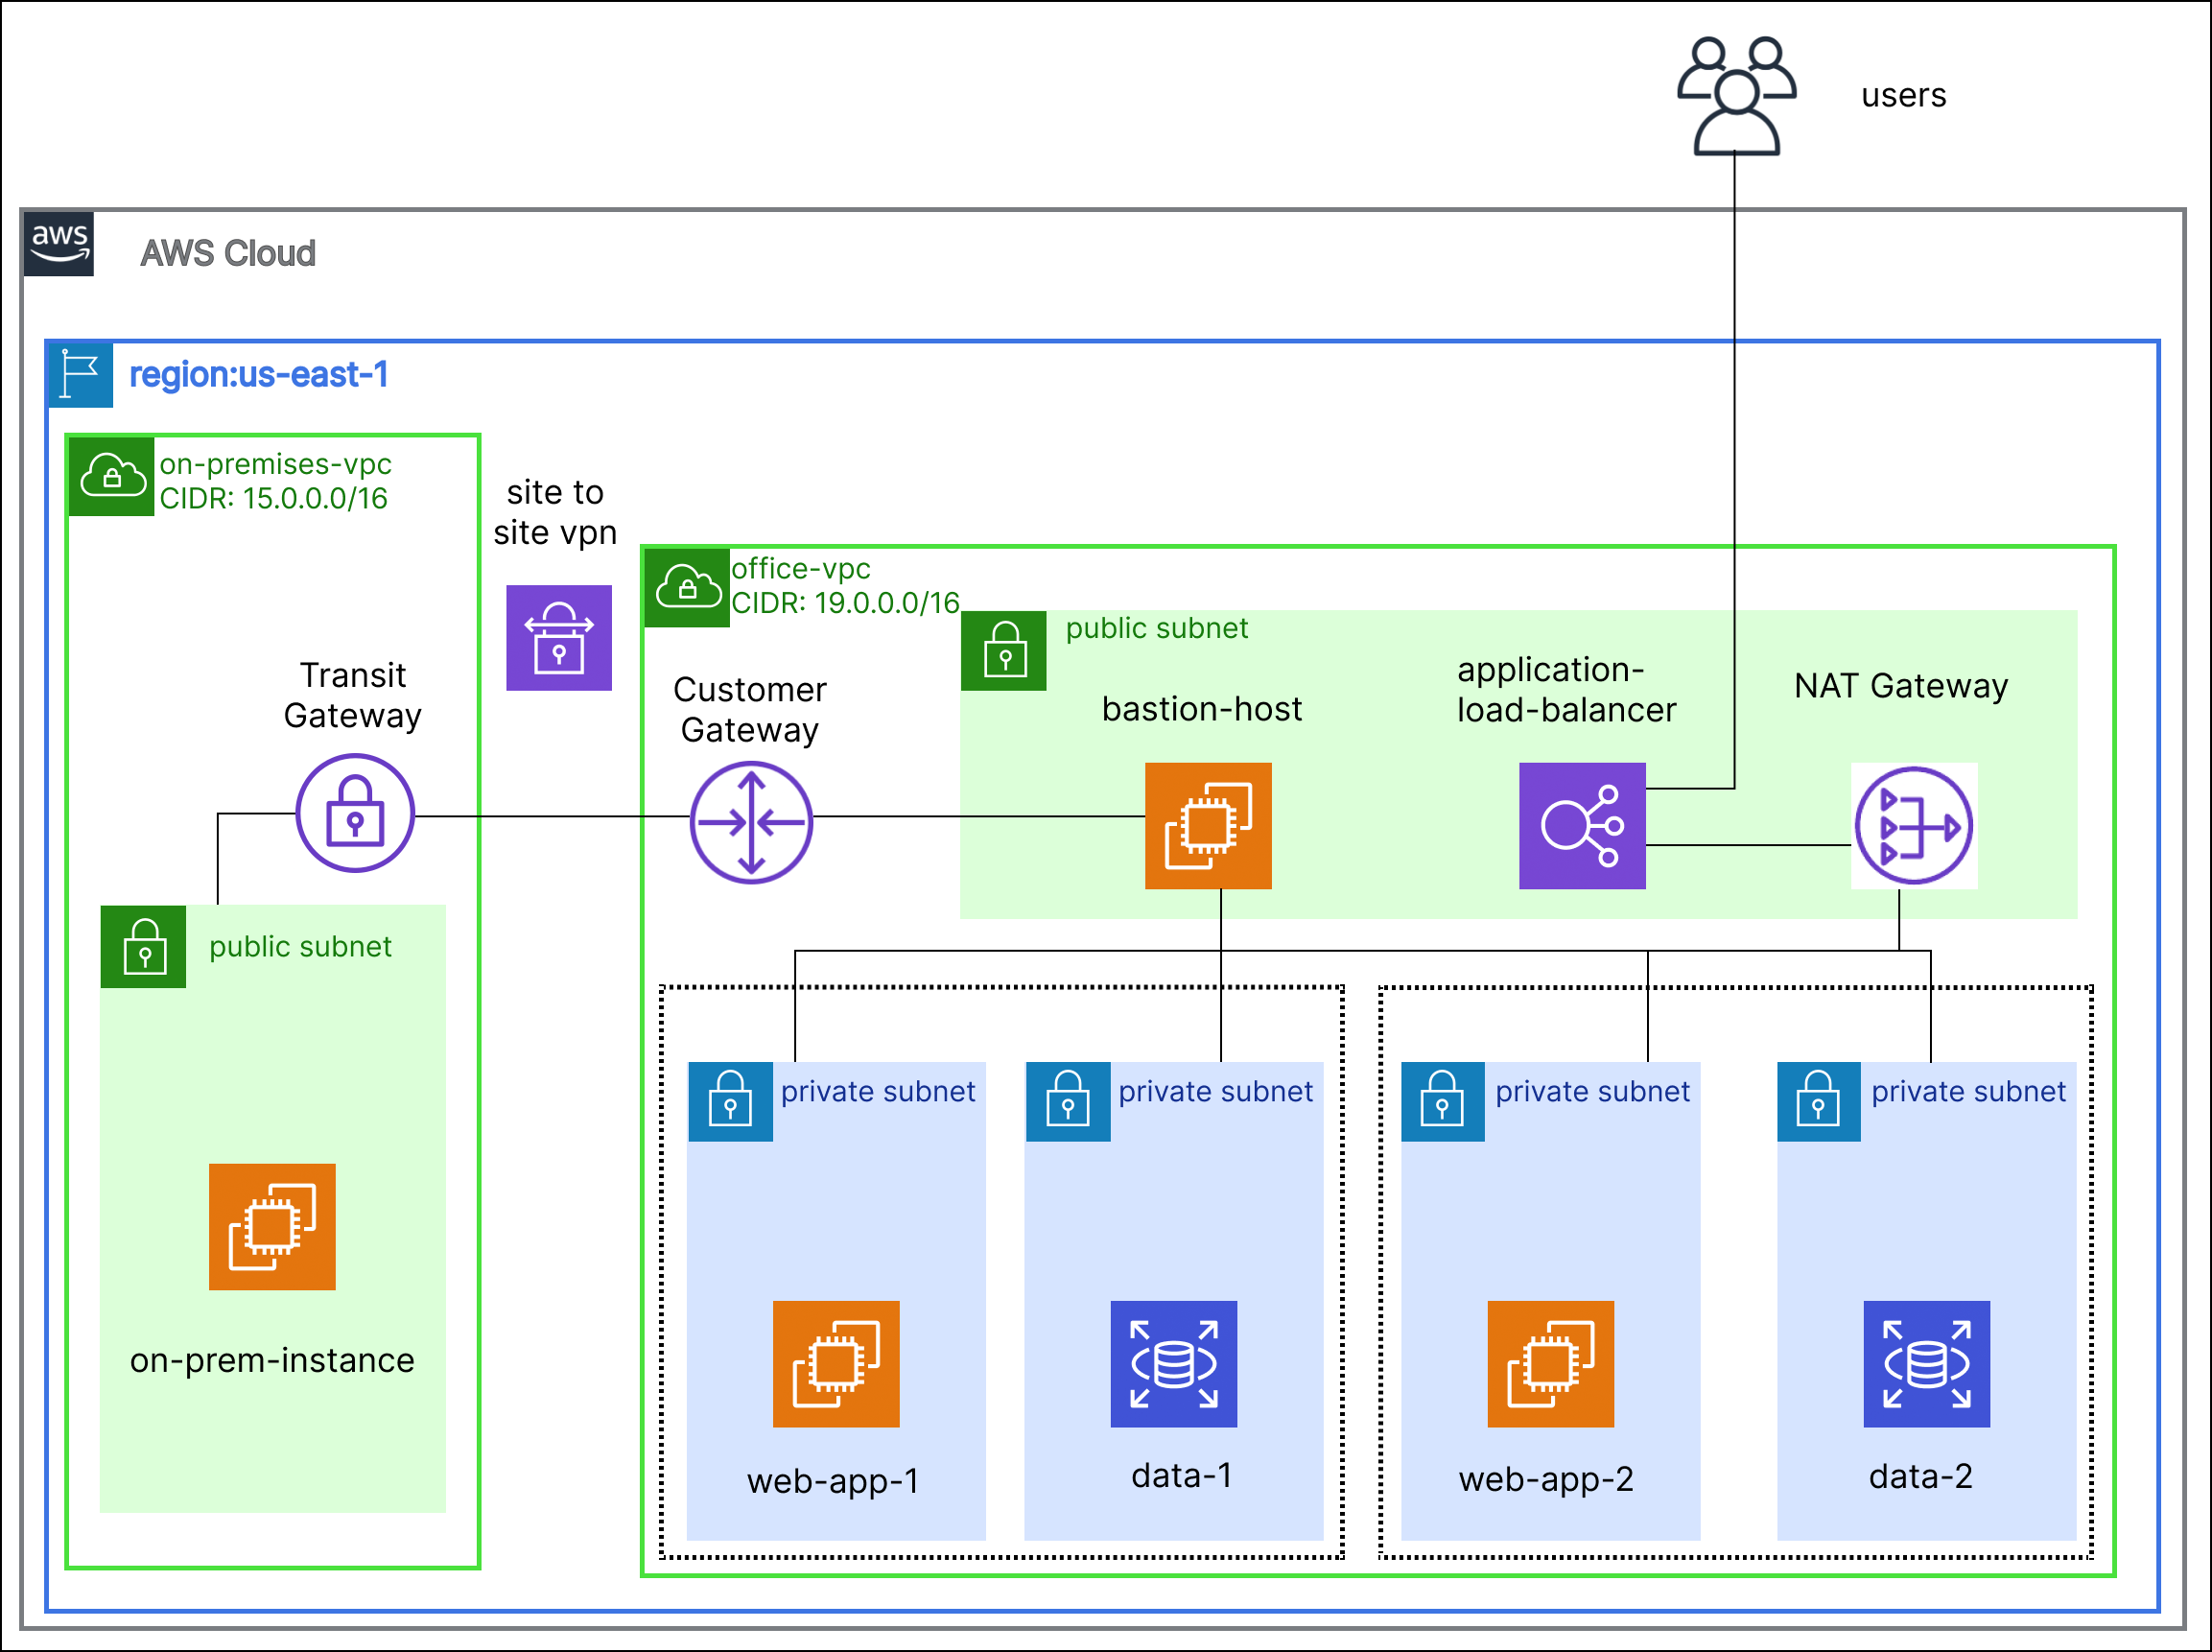 users
aws
AWS Cloud
region:us-east-1
on-premises-vpc
CIDR: 15.0.0.0/16
site to
site vpn
office-vpc
CIDR: 19.0.0.0/16
public subnet
Transit
Gateway
Customer
Gateway
bastion-host
application-
load-balancer
NAT Gateway
public subnet
private subnet
private subnet
private subnet
private subnet
on-prem-instance
web-app-1
data-1
web-app-2
data-2